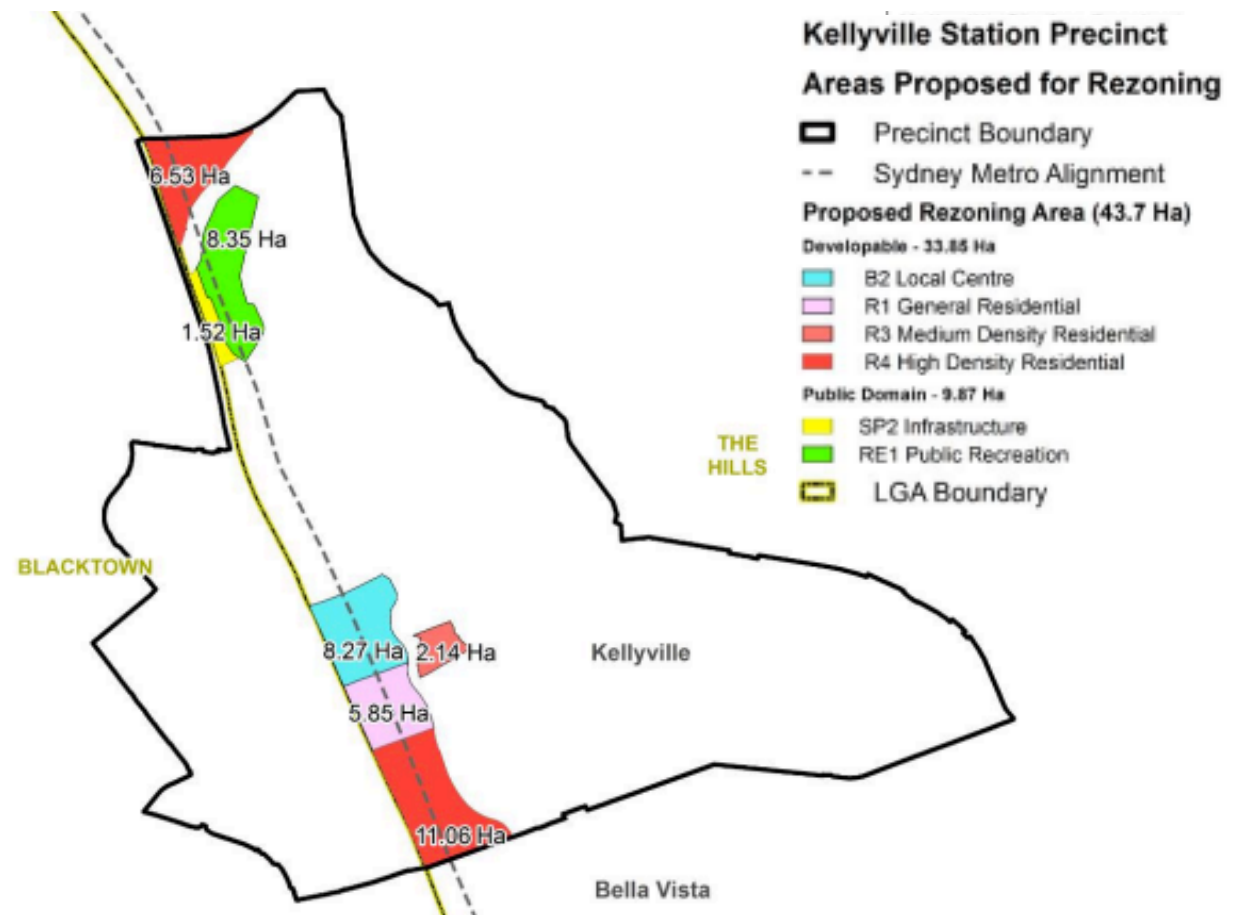 Kellyville Station Precinct
Areas Proposed for Rezoning
Precinct Boundary
Sydney Metro Alignment
Proposed Rezoning Area (43.7 Ha)
Developable - 33.85 Ha
B2 Local Centre
R1 General Residential
R3 Medium Density Residential
R4 High Density Residential
Public Domain - 9.87 Ha
SP2 Infrastructure
RE1 Public Recreation
LGA Boundary
6.53 Ha
8.35 Ha
1.52 Ha
THE
HILLS
BLACKTOWN
8.27 Ha
2.14 Ha
Kellyville
5.85 Ha
11.06 Ha
Bella Vista